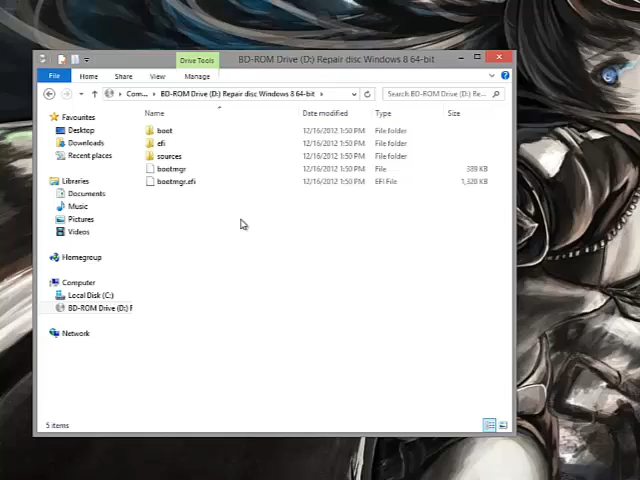 Drive Tools
BD-ROM Drive (D:) Repair disc Windows 8 64-bit
File
Home
Share
View
Manage
Com...
BD-ROM Drive (D:) Repair disc Windows 8 64-bit
Search BD-ROM Drive (D:) Re...
Name
Date modified
Type
Size
Favourites
Desktop
Downloads
Recent places
Libraries
Documents
Music
Pictures
Videos
Homegroup
Computer
Local Disk (C:)
BD-ROM Drive (D:) F
Network
boot 12/16/2012 1:50 PM File folder
efi 12/16/2012 1:50 PM File folder
sources 12/16/2012 1:50 PM File folder
bootmgr 12/16/2012 1:50 PM File 389 KB
bootmgr.efi 12/16/2012 1:50 PM EFI File 1,320 KB
5 items